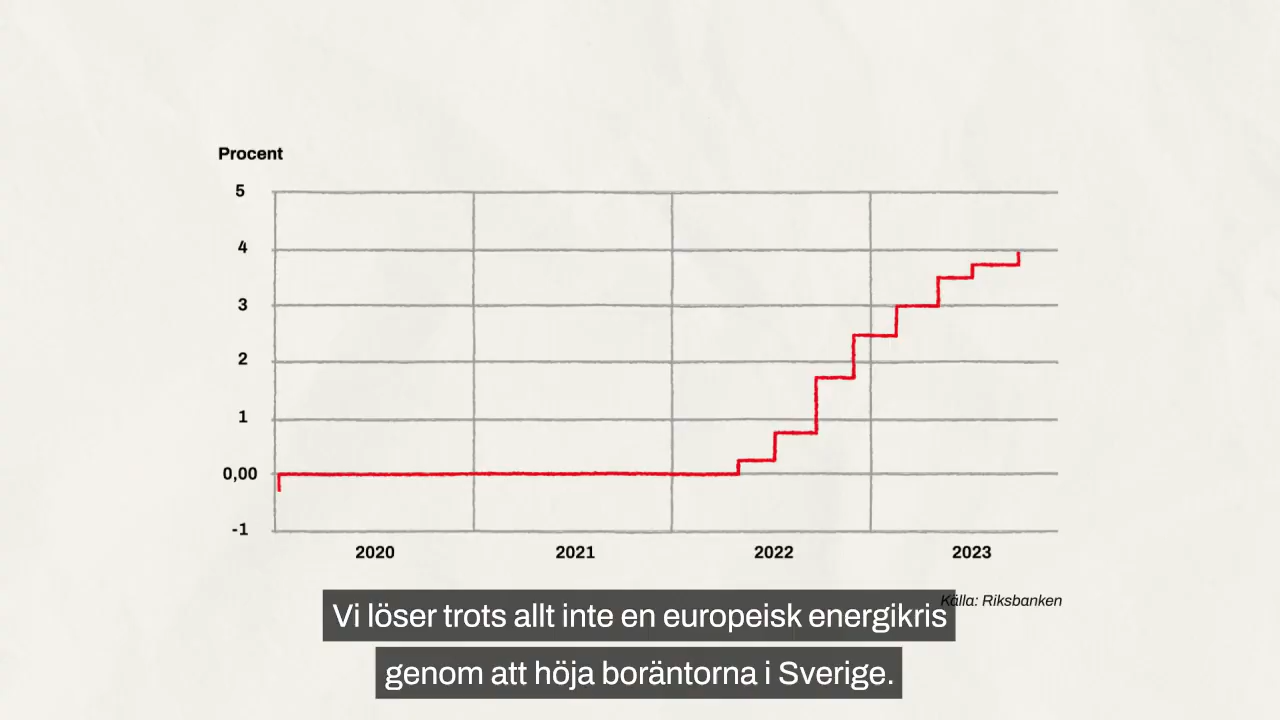 Procent
5
4
3
2
1
0,00
-1
2020 2021 2022 2023
Källa: Riksbanken
Vi löser trots allt inte en europeisk energikris
genom att höja boräntorna i Sverige.